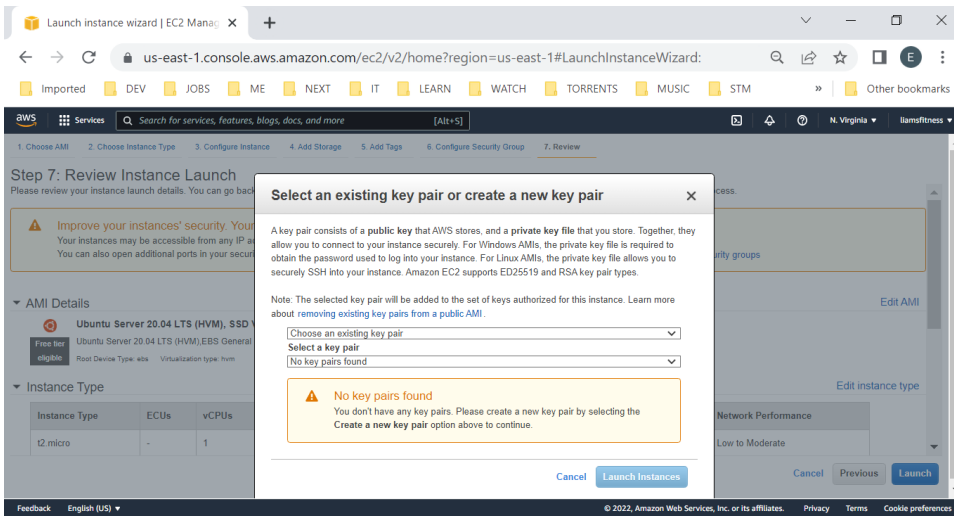 Launch instance wizard | EC2 Manag
us-east-1.console.aws.amazon.com/ec2/v2/home?region=us-east-1#LaunchInstanceWizard:
E
Imported DEV JOBS ME NEXT IT LEARN WATCH TORRENTS MUSIC STM » Other bookmarks
aws Services Search for services, features, blogs, docs, and more [Alt+S] N. Virginia liamsfitness
1. Choose AMI 2. Choose Instance Type 3. Configure Instance 4. Add Storage 5. Add Tags 6. Configure Security Group 7. Review
Step 7: Review Instance Launch
Please review your instance launch details. You can go back
cess.
Improve your instances' security. Your
Your instances may be accessible from any IP
You can also open additional ports in your
urity groups
AMI Details
Edit AMI
Ubuntu Server 20.04 LTS (HVM), SSD
Free tier eligible
Ubuntu Server 20.04 LTS (HVM),EBS General
Root Device Type: ebs Virtualization type: hvm
Instance Type
Edit instance type
Instance Type ECUs vCPUs
Network Performance
t2.micro - 1
Low to Moderate
Select an existing key pair or create a new key pair
A key pair consists of a public key that AWS stores, and a private key file that you store. Together, they
allow you to connect to your instance securely. For Windows AMIs, the private key file is required to
obtain the password used to log into your instance. For Linux AMIs, the private key file allows you to
securely SSH into your instance. Amazon EC2 supports ED25519 and RSA key pair types.
Note: The selected key pair will be added to the set of keys authorized for this instance. Learn more
about removing existing key pairs from a public AMI.
Choose an existing key pair
Select a key pair
No key pairs found
No key pairs found
You don't have any key pairs. Please create a new key pair by selecting the
Create a new key pair option above to continue.
Cancel Launch Instances
Cancel Previous Launch
Feedback English (US) © 2022, Amazon Web Services, Inc. or its affiliates. Privacy Terms Cookie preferences